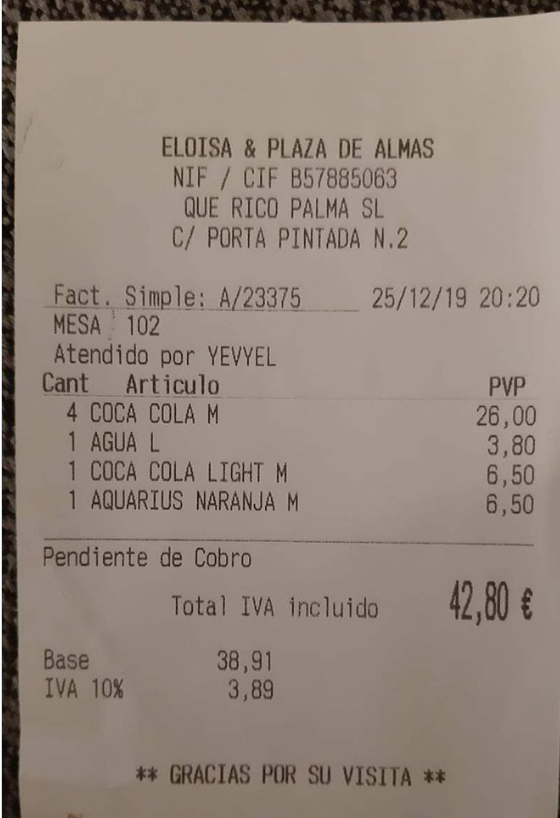 ELOISA & PLAZA DE ALMAS
NIF / CIF B57885063
QUE RICO PALMA SL
C/ PORTA PINTADA N.2
Fact. Simple: A/23375 25/12/19 20:20
MESA 102
Atendido por YEVYEL
Cant Articulo PVP
4 COCA COLA M 26,00
1 AGUA L 3,80
1 COCA COLA LIGHT M 6,50
1 AQUARIUS NARANJA M 6,50
Pendiente de Cobro
Total IVA incluido 42,80 €
Base 38,91
IVA 10% 3,89
** GRACIAS POR SU VISITA **